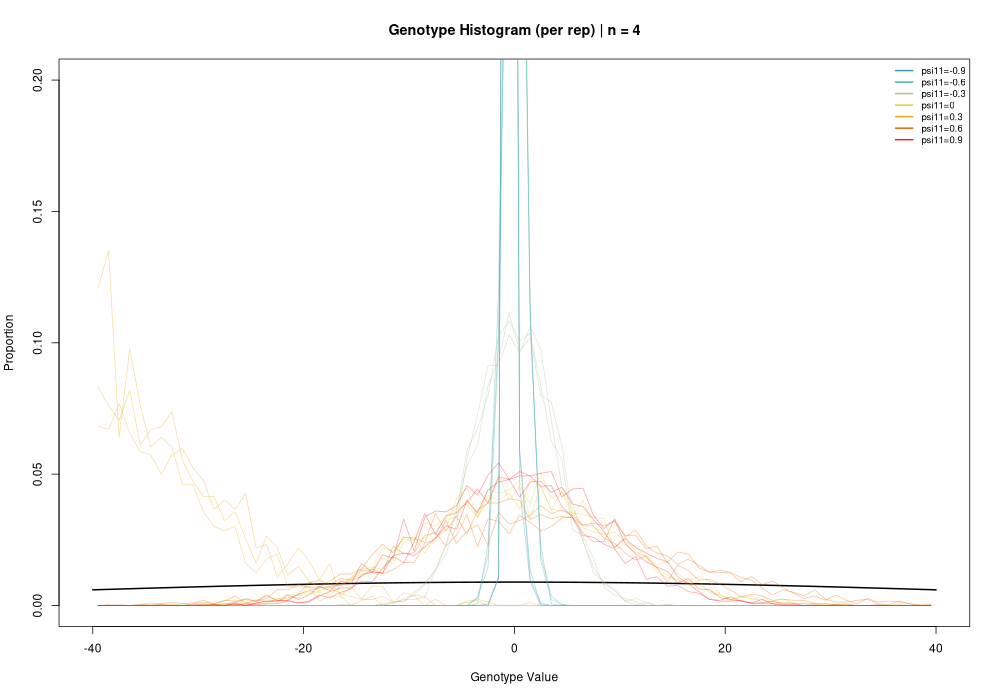 Genotype Histogram (per rep) | n = 4
Proportion
0.20
0.15
0.10
0.05
0.00
psi11=-0.9
psi11=-0.6
psi11=-0.3
psi11=0
psi11=0.3
psi11=0.6
psi11=0.9
-40
-20
0
20
40
Genotype Value